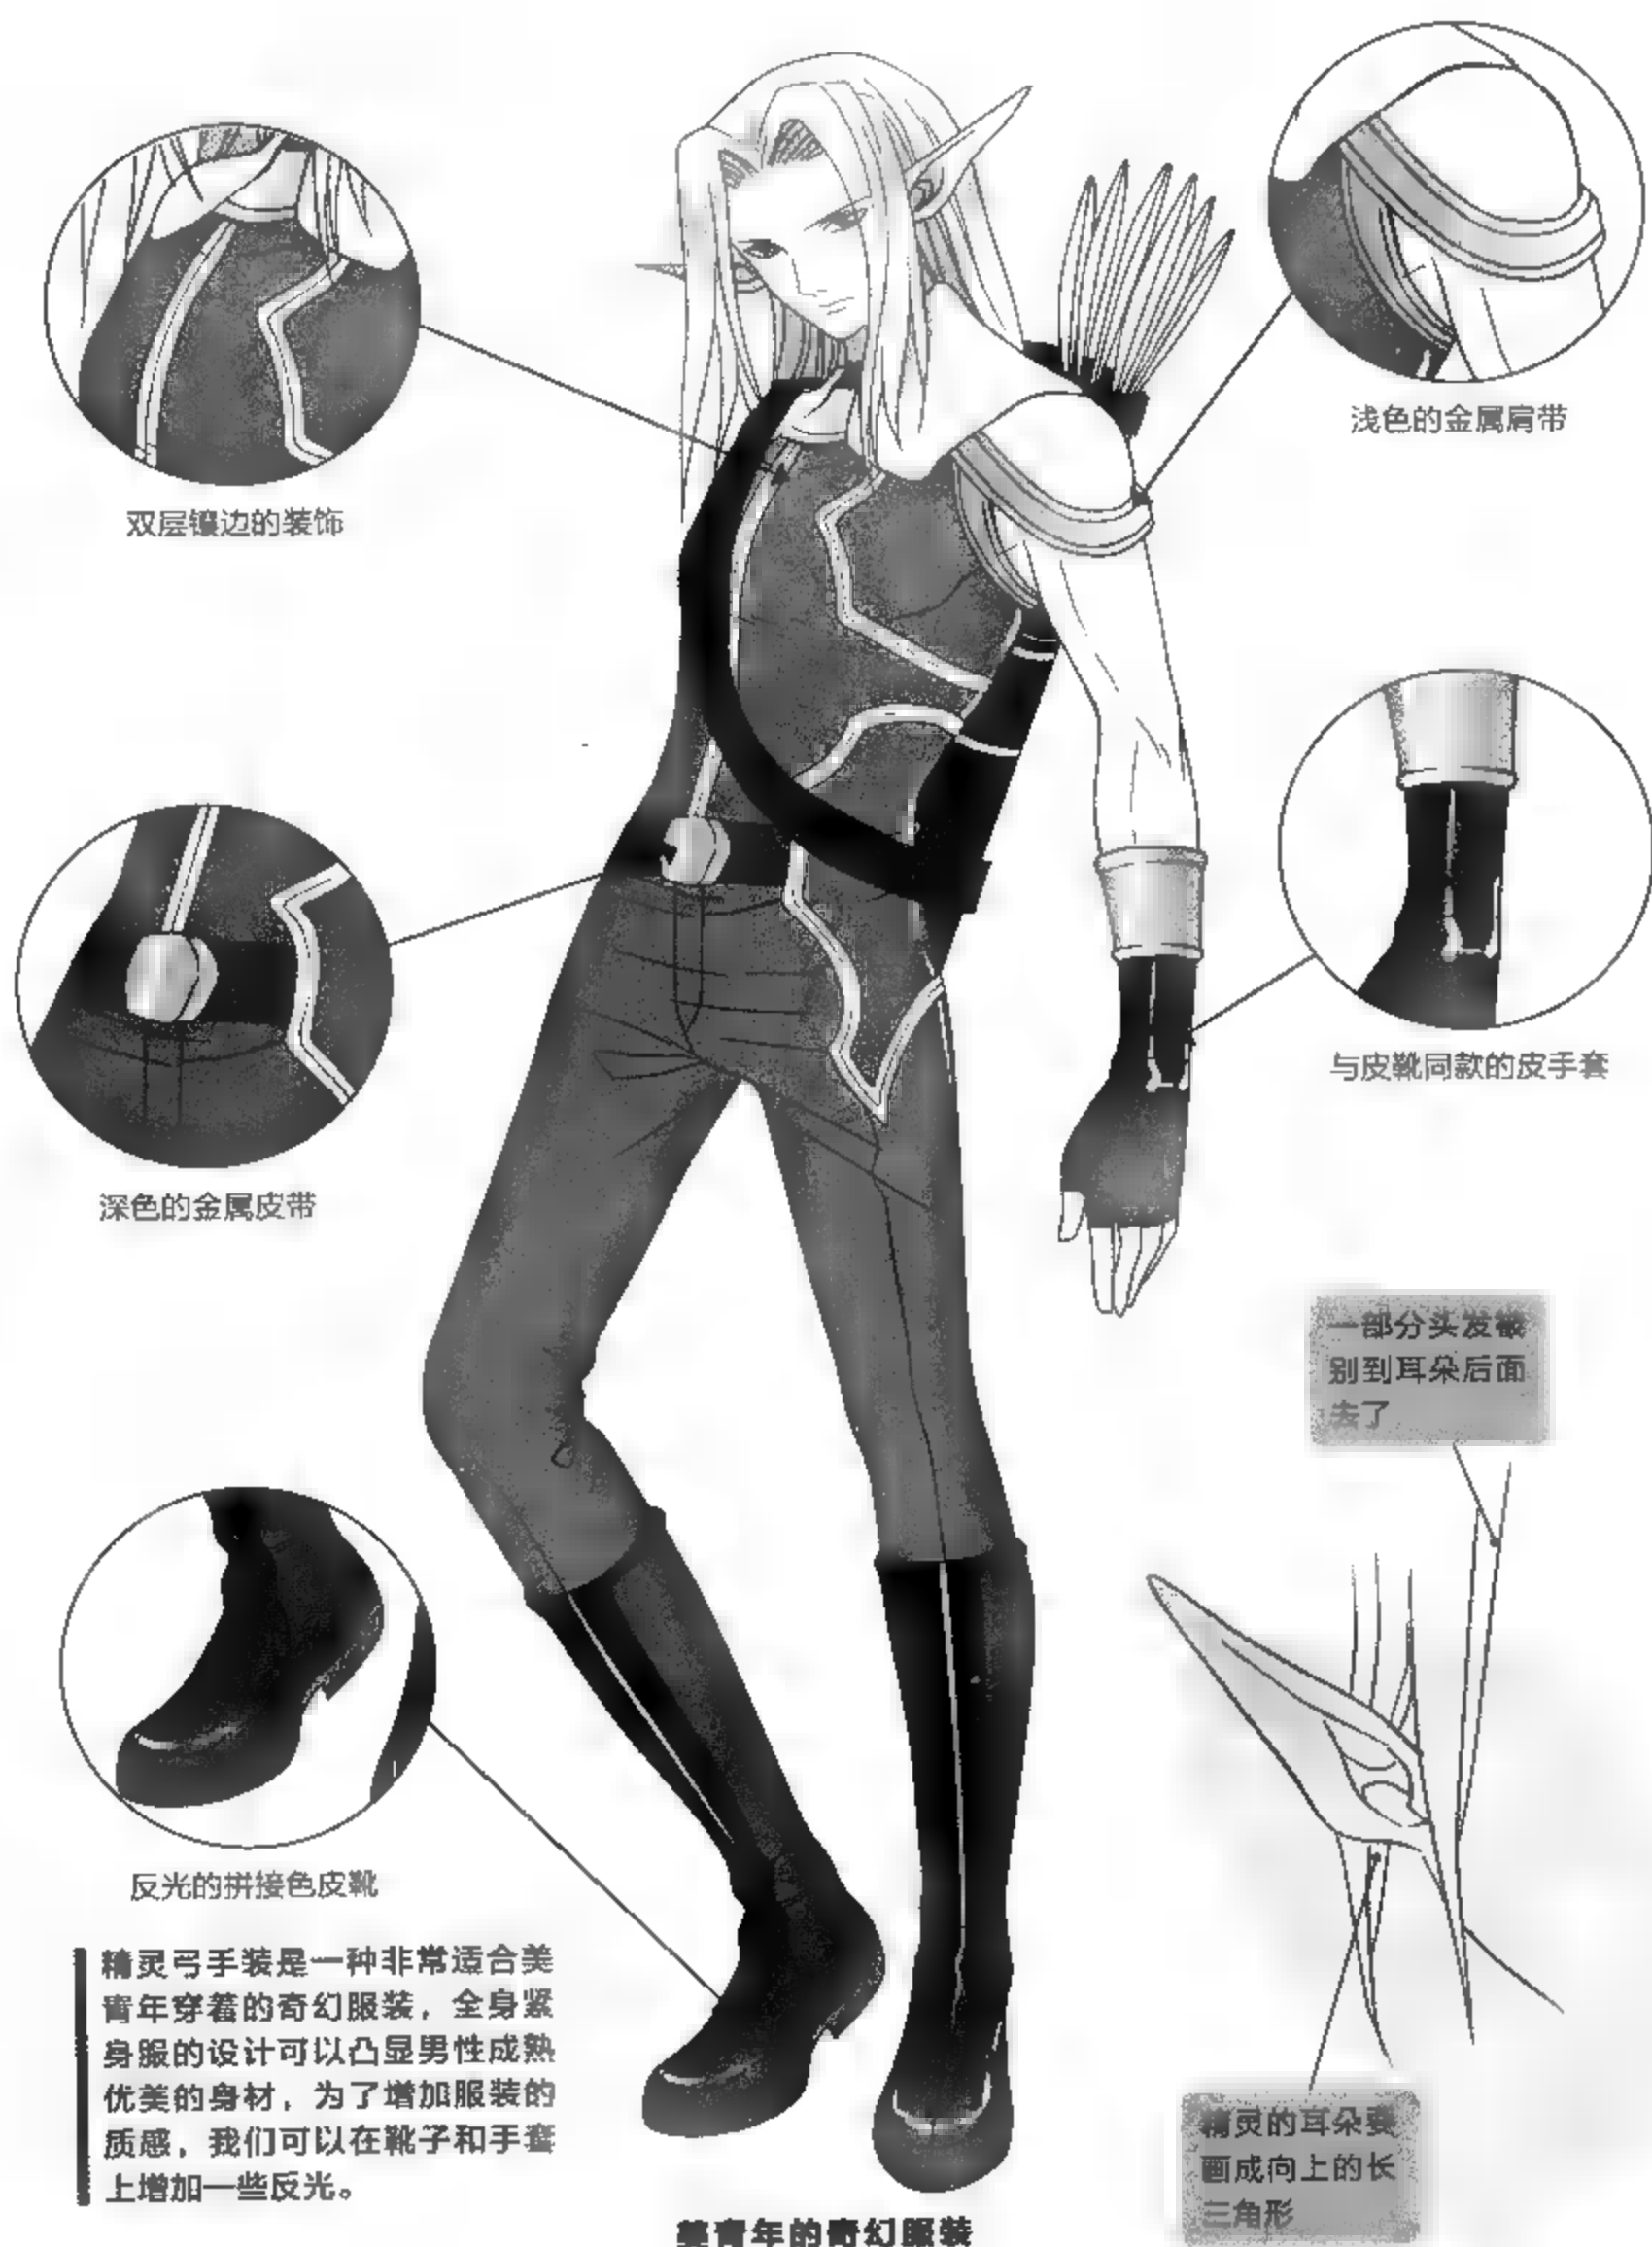 浅色的金属肩带
双层镶边的装饰
与皮靴同款的皮手套
深色的金属皮带
一部分头发被
别到耳朵后面
去了
反光的拼接色皮靴
精灵弓手装是一种非常适合美
青年穿着的奇幻服装，全身紧
身服的设计可以凸显男性成熟
优美的身材，为了增加服装的
质感，我们可以在靴子和手套
上增加一些反光。
精灵的耳朵要
画成向上的长
三角形
美青年的奇幻服装